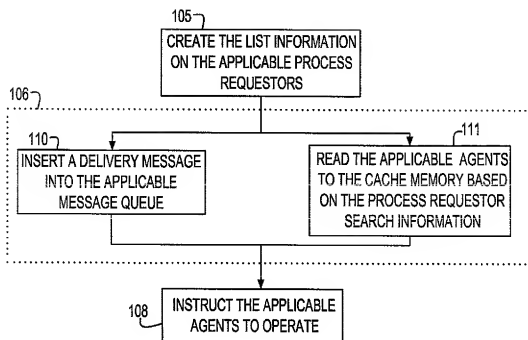 105
CREATE THE LIST INFORMATION
ON THE APPLICABLE PROCESS
REQUESTORS
106
110
INSERT A DELIVERY MESSAGE
INTO THE APPLICABLE
MESSAGE QUEUE
111
READ THE APPLICABLE AGENTS
TO THE CACHE MEMORY BASED
ON THE PROCESS REQUESTOR
SEARCH INFORMATION
108
INSTRUCT THE APPLICABLE
AGENTS TO OPERATE